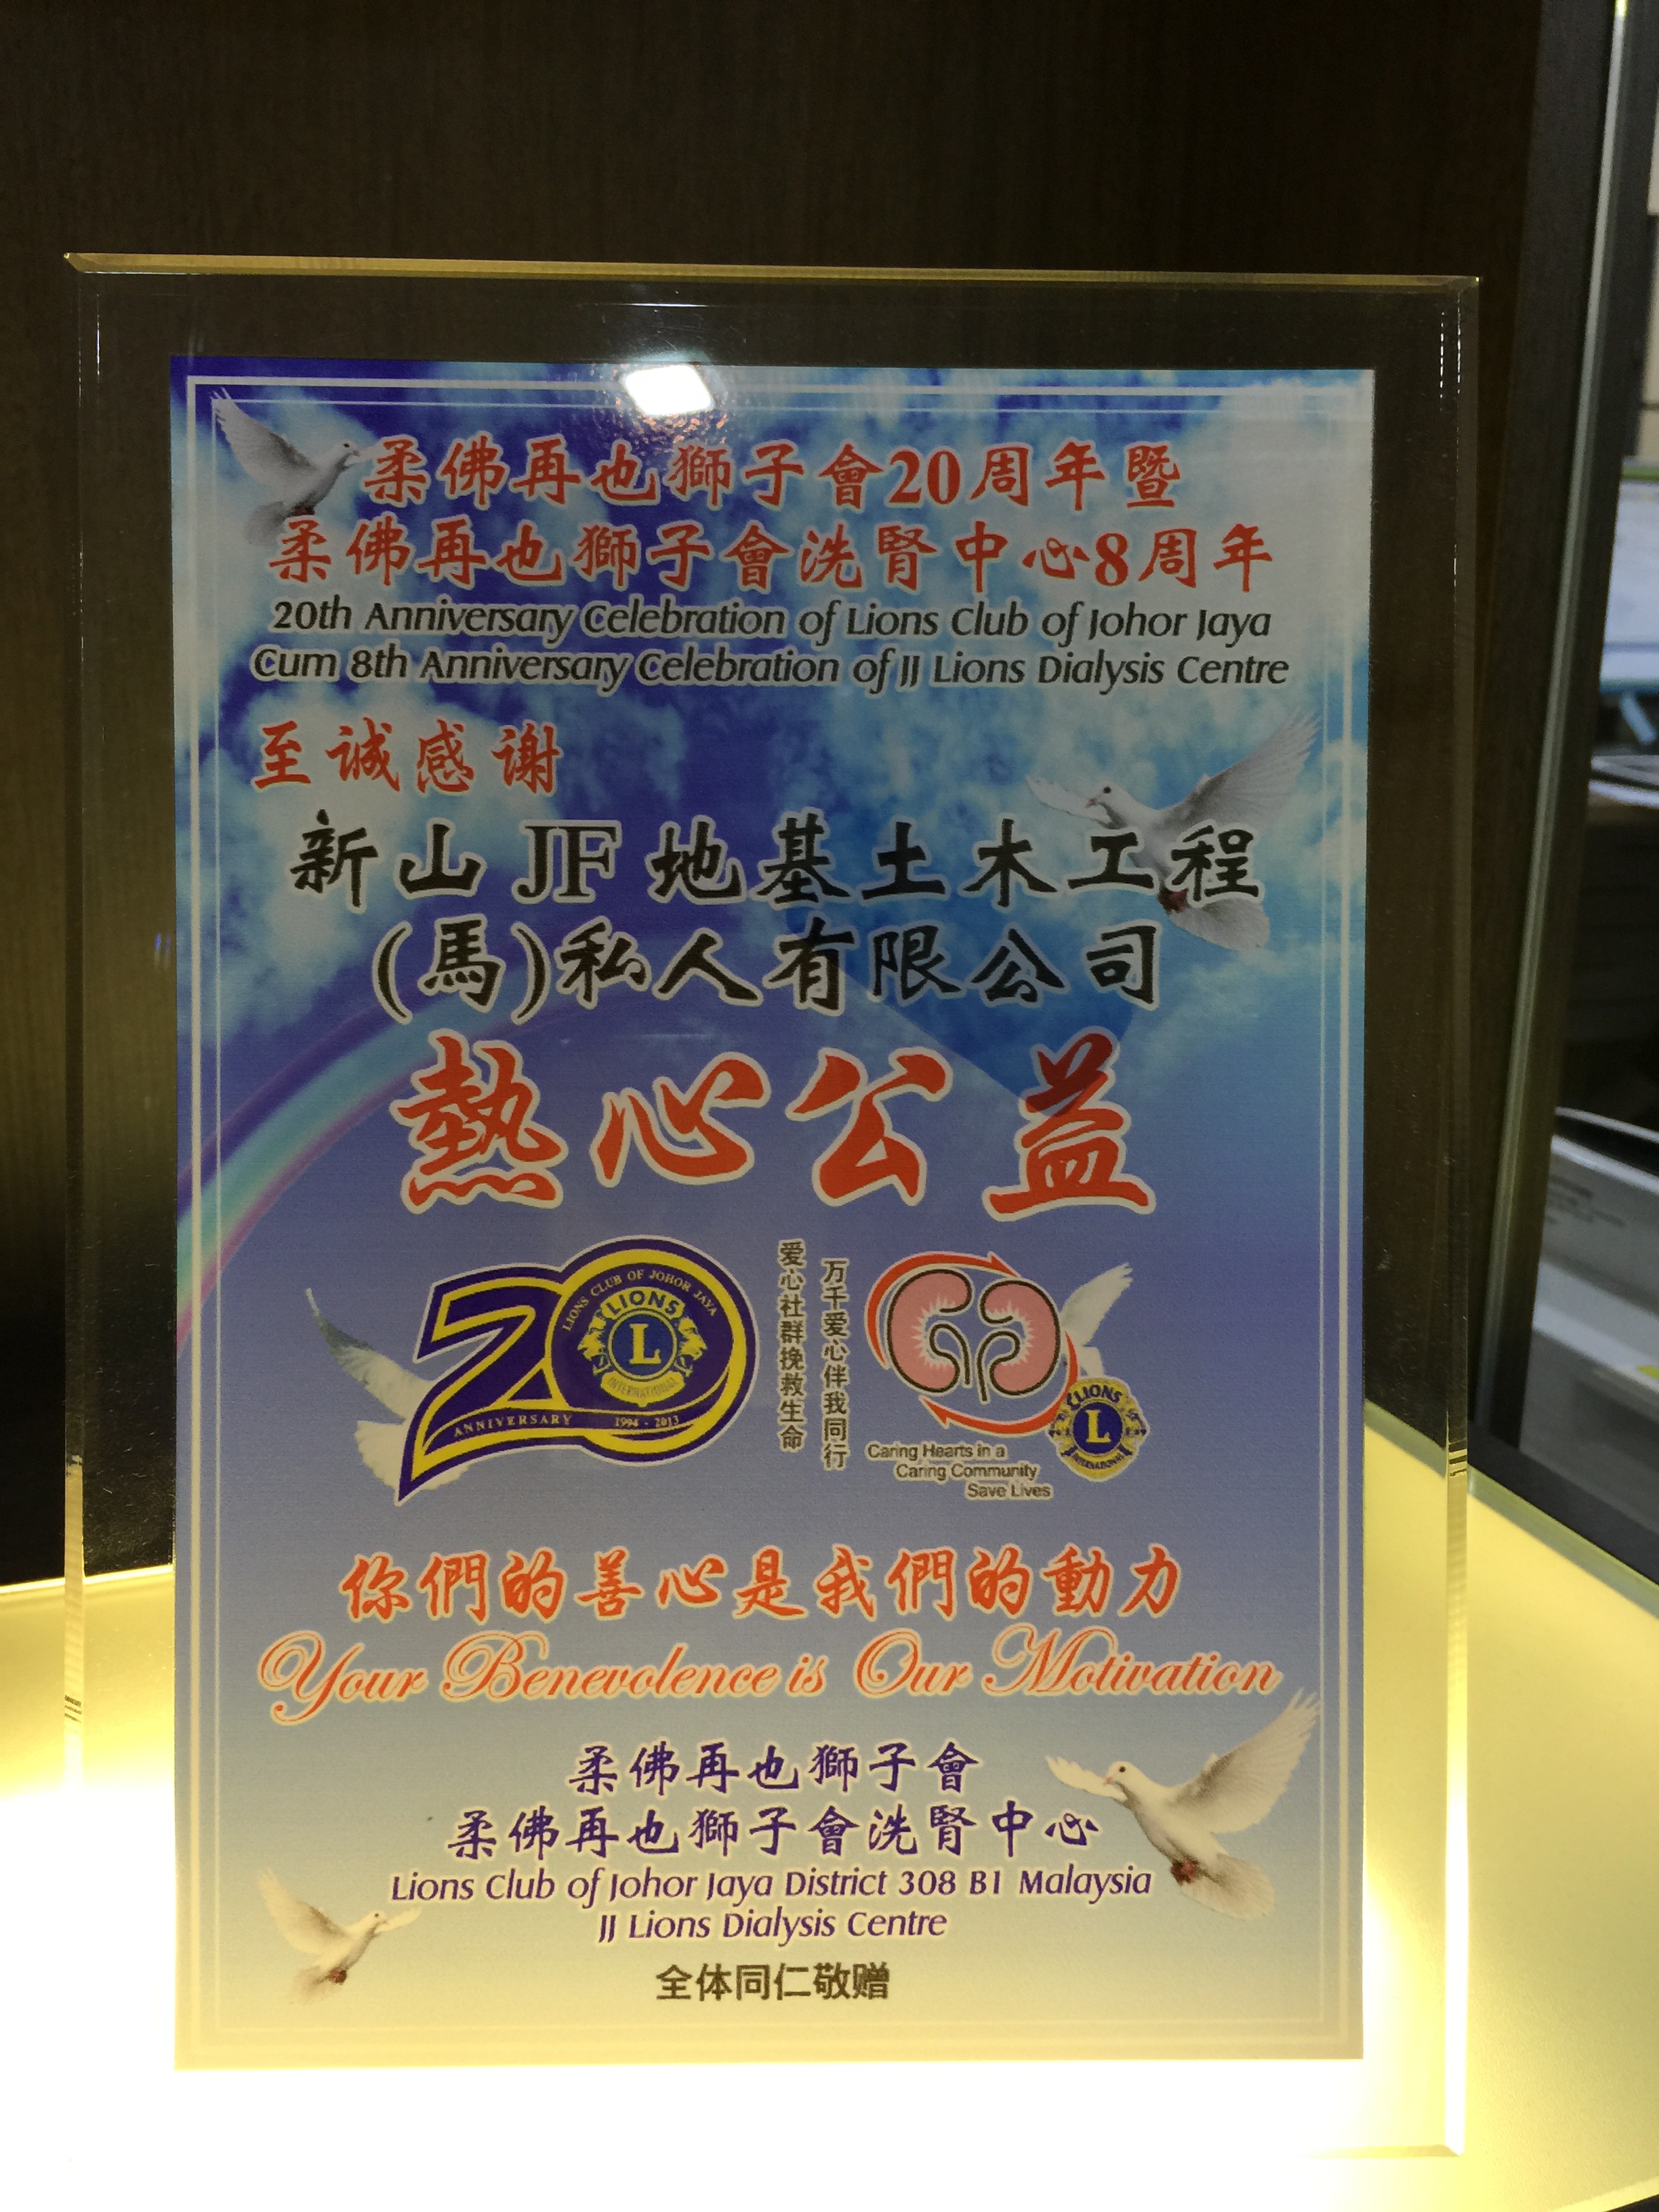 柔佛再也獅子會20周年暨
柔佛再也獅子會洗腎中心8周年
20th Anniversary Celebration of Lions Club of Johor Jaya
Cum 8th Anniversary Celebration of JJ Lions Dialysis Centre
至诚感谢
新山 JF 地基土木工程
(馬)私人有限公司
熱心公益
20
LIONS CLUB OF JOHOR JAYA
LIONS
L
INTERNATIONAL
ANNIVERSARY 1994 - 2013
爱心社群挽救生命
万千爱心伴我同行
Caring Hearts in a
Caring Community
Save Lives
LIONS
L
INTERNATIONAL
你們的善心是我們的動力
Your Benevolence is Our Motivation
柔佛再也獅子會
柔佛再也獅子會洗腎中心
Lions Club of Johor Jaya District 308 B1 Malaysia
JJ Lions Dialysis Centre
全体同仁敬赠